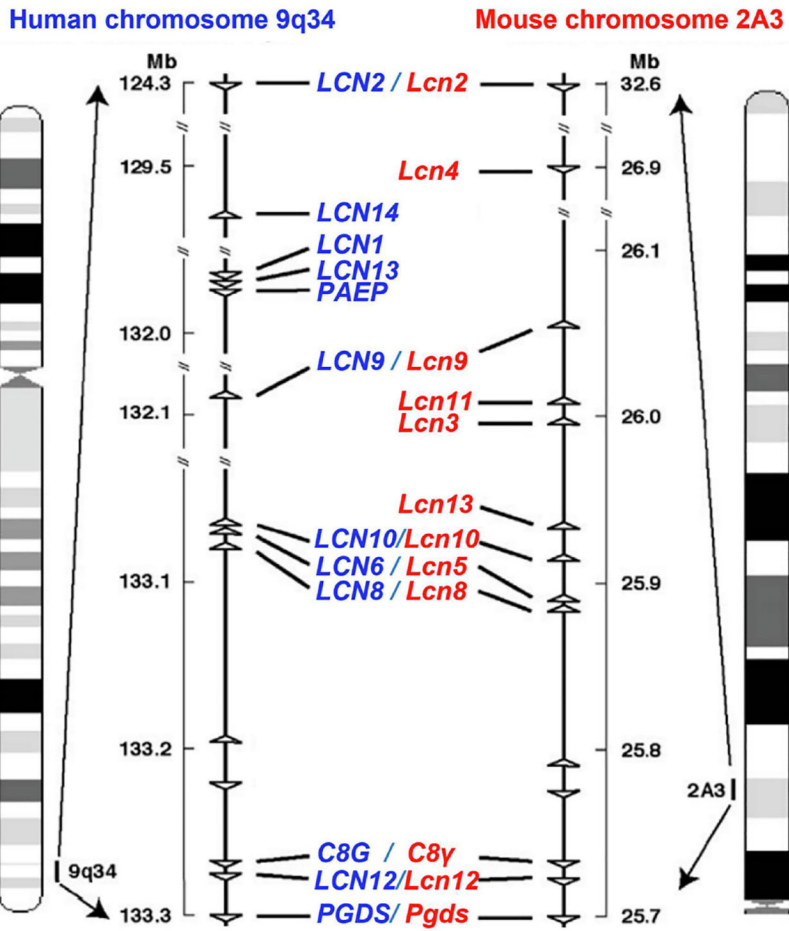 Human chromosome 9q34 Mouse chromosome 2A3
Mb Mb
124.3 LCN2 / Lcn2 32.6
129.5 Lcn4 26.9
LCN14
LCN1 26.1
LCN13
PAEP
132.0
LCN9 / Lcn9
132.1 Lcn11 26.0
Lcn3
Lcn13
LCN10/Lcn10
LCN6 / Lcn5
133.1 LCN8 / Lcn8 25.9
133.2 25.8
2A3
C8G / C8γ
9q34 LCN12/Lcn12
133.3 PGDS/ Pgds 25.7